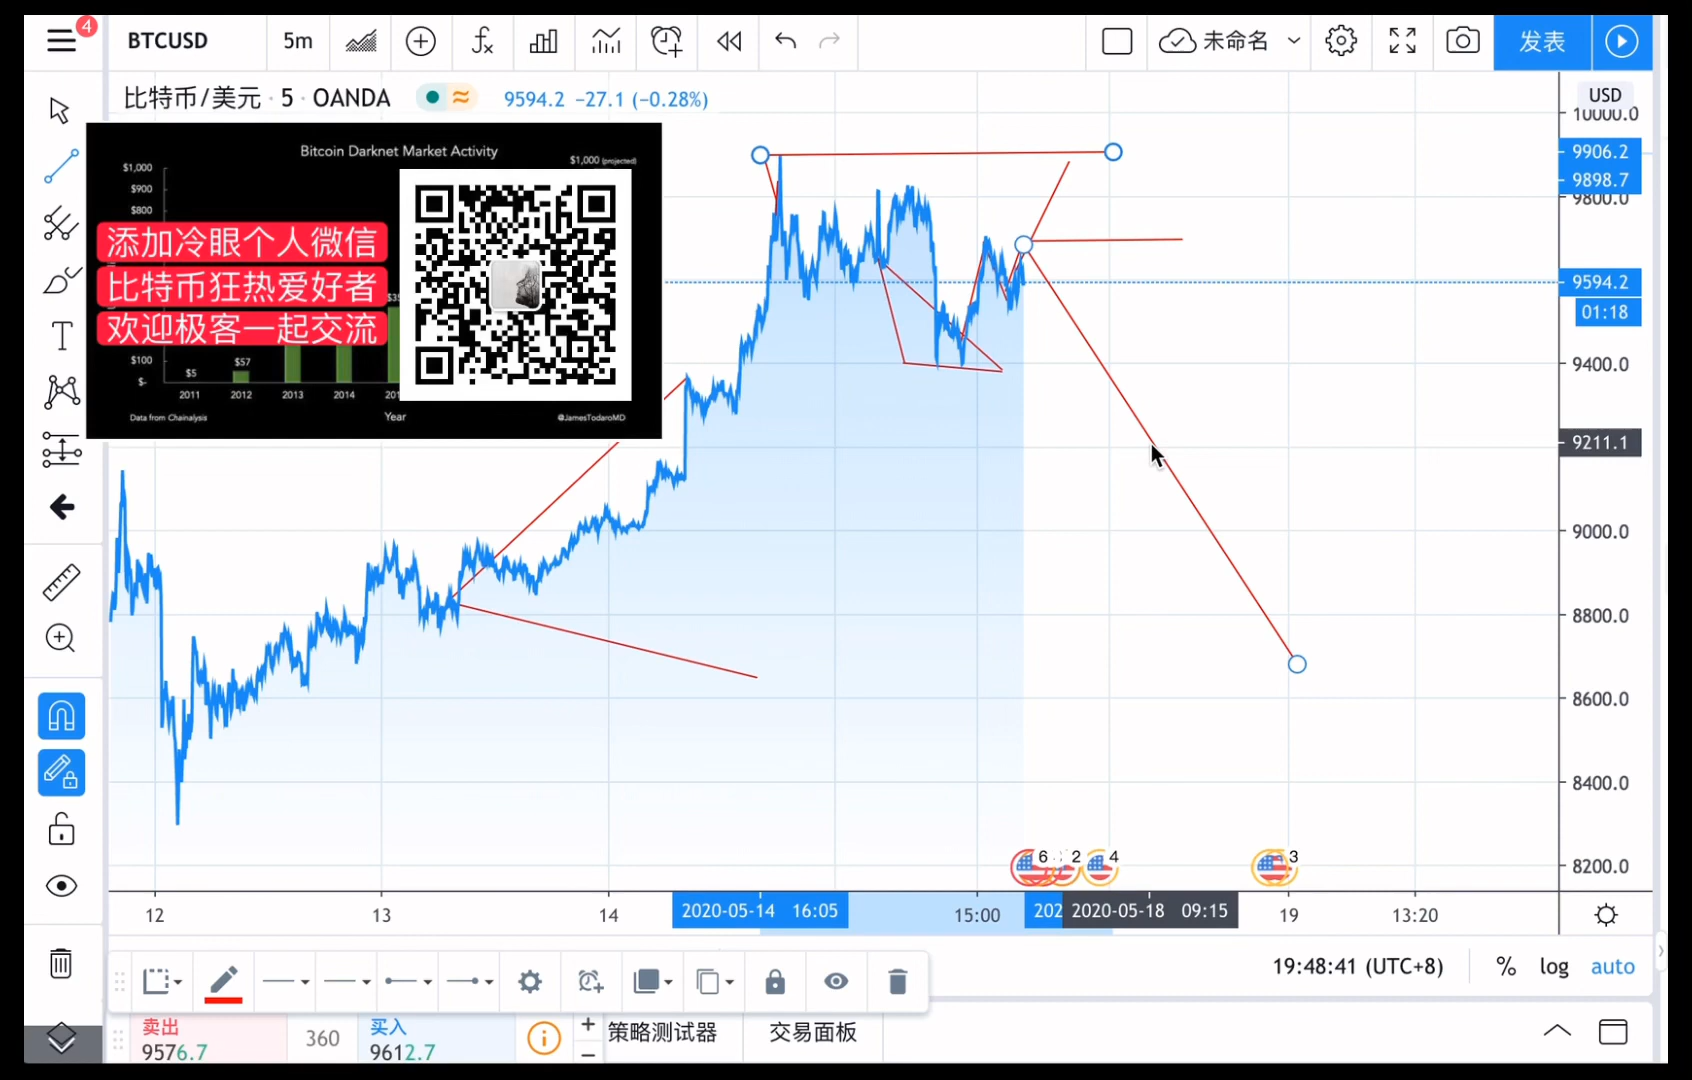 4
BTCUSD
5m
未命名
发表
比特币/美元 · 5 · OANDA
9594.2 −27.1 (−0.28%)
USD
10000.0
9906.2
9898.7
9800.0
9594.2
01:18
9400.0
9211.1
9000.0
8800.0
8600.0
8400.0
8200.0
Bitcoin Darknet Market Activity
$1,000 (projected)
$1,000
$900
$800
添加冷眼个人微信
比特币狂热爱好者
欢迎极客一起交流
$100
$-
$5
$57
2011
2012
2013
2014
Data from Chainalysis
Year
@JamesTodaroMD
6
2
4
3
12
13
14
2020-05-14 16:05
15:00
202
2020-05-18 09:15
19
13:20
19:48:41 (UTC+8)
%
log
auto
卖出
9576.7
360
买入
9612.7
策略测试器
交易面板